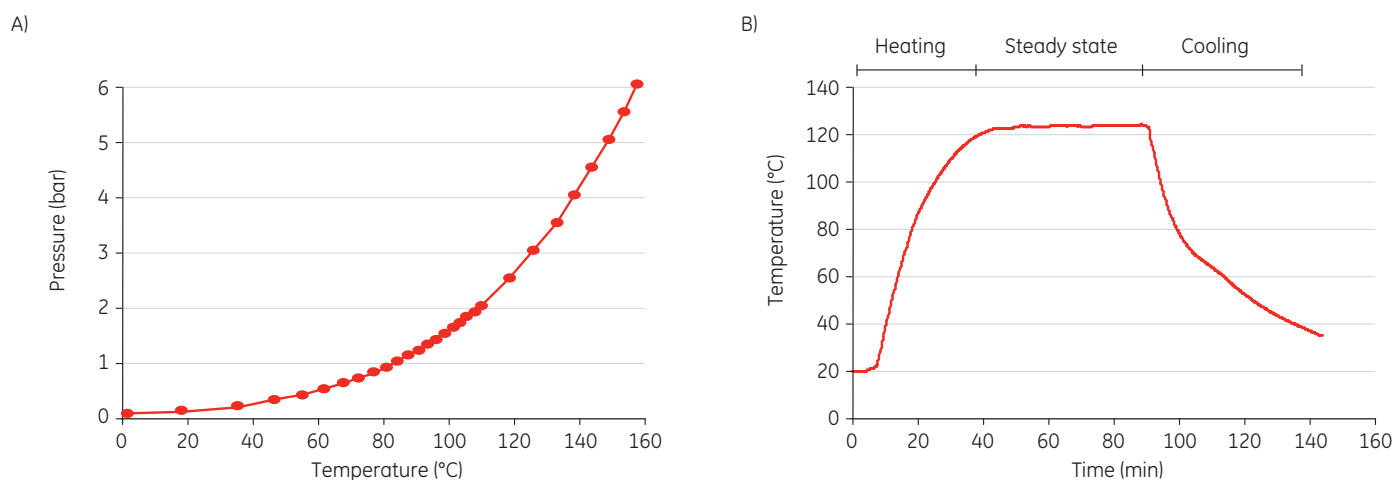 A)
Pressure (bar)
6
5
4
3
2
1
0
0 20 40 60 80 100 120 140 160
Temperature (°C)
B)
Heating Steady state Cooling
Temperature (°C)
140
120
100
80
60
40
20
0
0 20 40 60 80 100 120 140 160
Time (min)